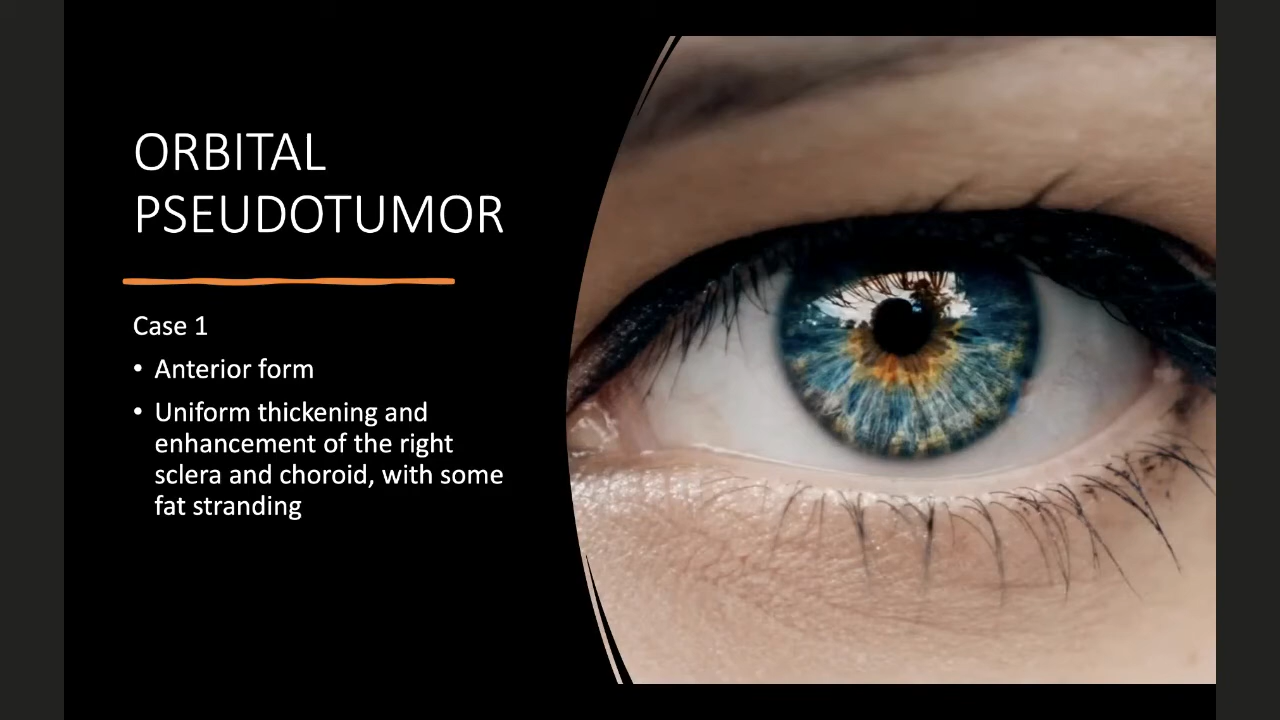 ORBITAL
PSEUDOTUMOR
Case 1
• Anterior form
• Uniform thickening and
enhancement of the right
sclera and choroid, with some
fat stranding